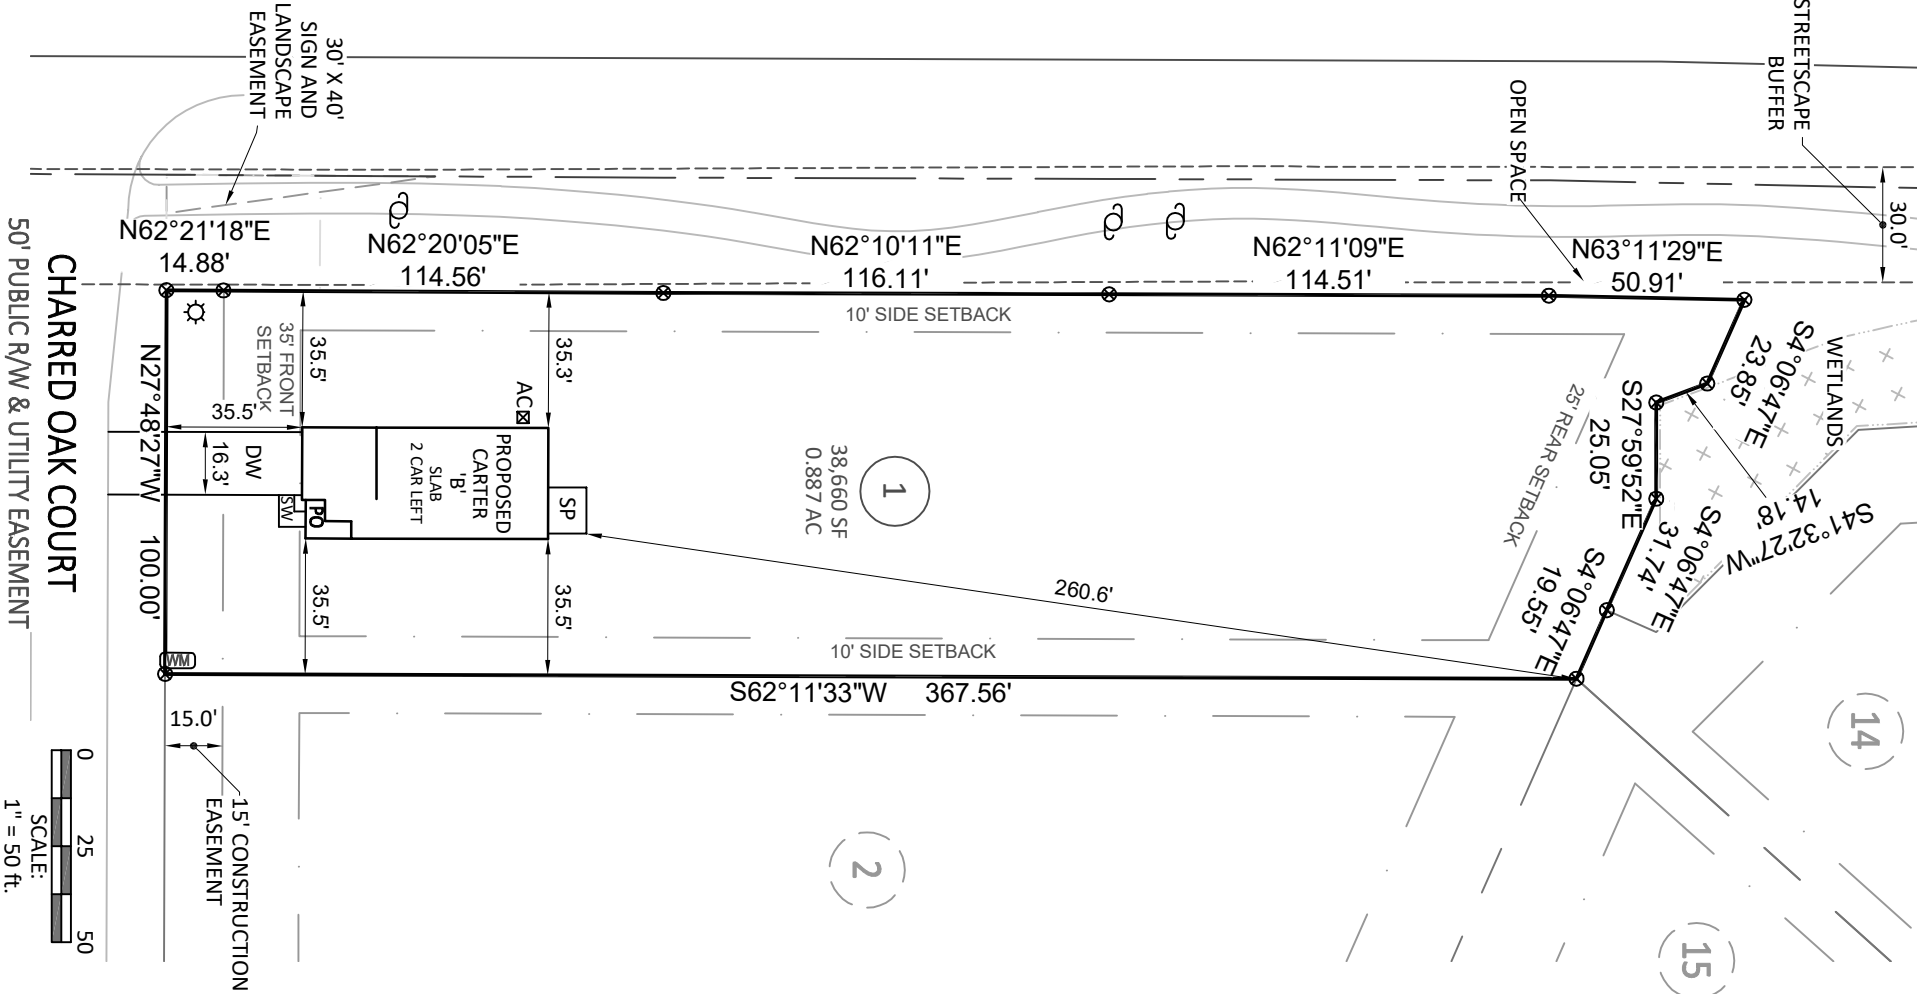 30' X 40'
SIGN AND
LANDSCAPE
EASEMENT
STREETSCAPE
BUFFER
OPEN SPACE
30.0'
N62°21'18"E
14.88'
N62°20'05"E
114.56'
N62°10'11"E
116.11'
N62°11'09"E
114.51'
N63°11'29"E
50.91'
10' SIDE SETBACK
35' FRONT
SETBACK
35.5'
35.3'
AC
35.5'
DW
16.3'
SW
PO
PROPOSED
CARTER
'B'
SLAB
2 CAR LEFT
SP
1
38,660 SF
0.887 AC
25' REAR SETBACK
WETLANDS
S4°06'47"E
23.85'
S41°32'27"W
14.18'
S27°59'52"E
25.05'
S4°06'47"E
31.74'
S4°06'47"E
19.55'
260.6'
35.5'
35.5'
10' SIDE SETBACK
S62°11'33"W 367.56'
N27°48'27"W 100.00'
WM
CHARRED OAK COURT
50' PUBLIC R/W & UTILITY EASEMENT
15.0'
15' CONSTRUCTION
EASEMENT
2
14
15
0 25 50
SCALE:
1" = 50 ft.